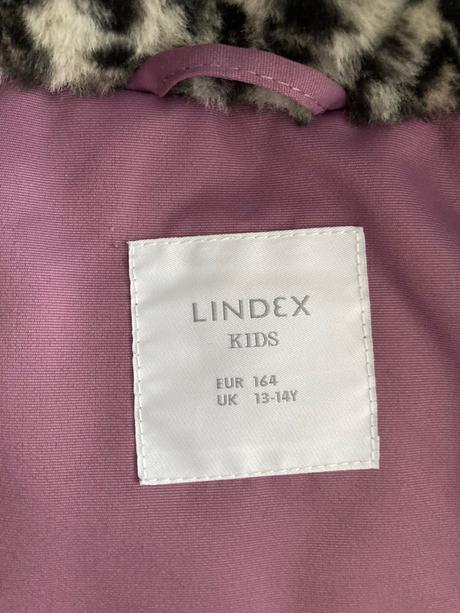 LINDEX
KIDS
EUR 164
UK 13-14Y